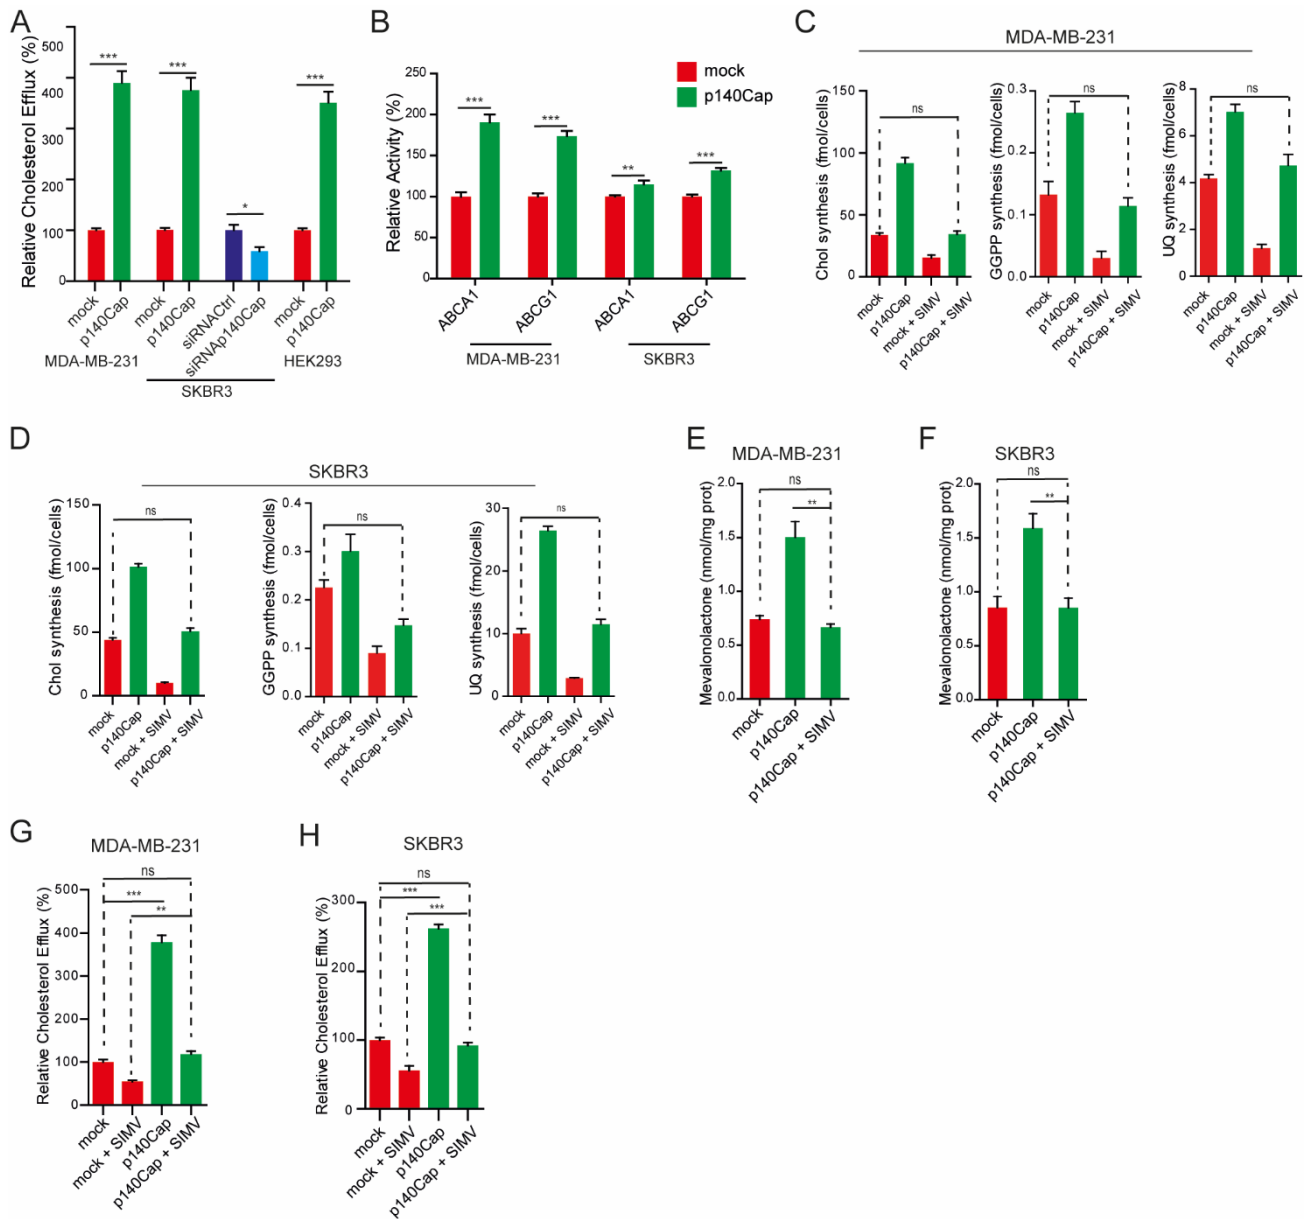 A
Relative Cholesterol Efflux (%)
500
400
300
200
100
0
***
***
*
***
mock
p140Cap
mock
p140Cap
siRNACtrl
siRNAp140Cap
mock
p140Cap
MDA-MB-231
HEK293
SKBR3
B
Relative Activity (%)
250
200
150
100
50
0
***
***
**
***
mock
p140Cap
ABCA1
ABCG1
ABCA1
ABCG1
MDA-MB-231
SKBR3
C
MDA-MB-231
Chol synthesis (fmol/cells)
150
100
50
0
ns
mock
p140Cap
mock + SIMV
p140Cap + SIMV
GGPP synthesis (fmol/cells)
0.3
0.2
0.1
0.0
ns
mock
p140Cap
mock + SIMV
p140Cap + SIMV
UQ synthesis (fmol/cells)
8
6
4
2
0
ns
mock
p140Cap
mock + SIMV
p140Cap + SIMV
D
SKBR3
Chol synthesis (fmol/cells)
150
100
50
0
ns
mock
p140Cap
mock + SIMV
p140Cap + SIMV
GGPP synthesis (fmol/cells)
0.4
0.3
0.2
0.1
0.0
ns
mock
p140Cap
mock + SIMV
p140Cap + SIMV
UQ synthesis (fmol/cells)
30
20
10
0
ns
mock
p140Cap
mock + SIMV
p140Cap + SIMV
E
MDA-MB-231
Mevalonolactone (nmol/mg prot)
2.0
1.5
1.0
0.5
0.0
ns
**
mock
p140Cap
p140Cap + SIMV
F
SKBR3
Mevalonolactone (nmol/mg prot)
2.0
1.5
1.0
0.5
0.0
ns
**
mock
p140Cap
p140Cap + SIMV
G
MDA-MB-231
Relative Cholesterol Efflux (%)
500
400
300
200
100
0
ns
***
**
mock
mock + SIMV
p140Cap
p140Cap + SIMV
H
SKBR3
Relative Cholesterol Efflux (%)
300
200
100
0
ns
***
***
mock
mock + SIMV
p140Cap
p140Cap + SIMV